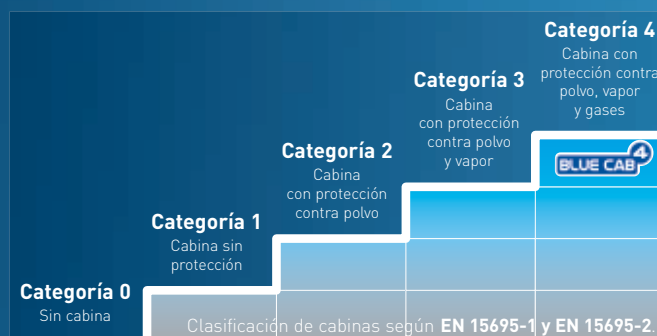 Categoría 4
Cabina con
protección contra
polvo, vapor
y gases
Categoría 3
Cabina
con protección
contra polvo
y vapor
BLUE CAB 4
Categoría 2
Cabina
con protección
contra polvo
Categoría 1
Cabina sin
protección
Categoría 0
Sin cabina
Clasificación de cabinas según EN 15695-1 y EN 15695-2.